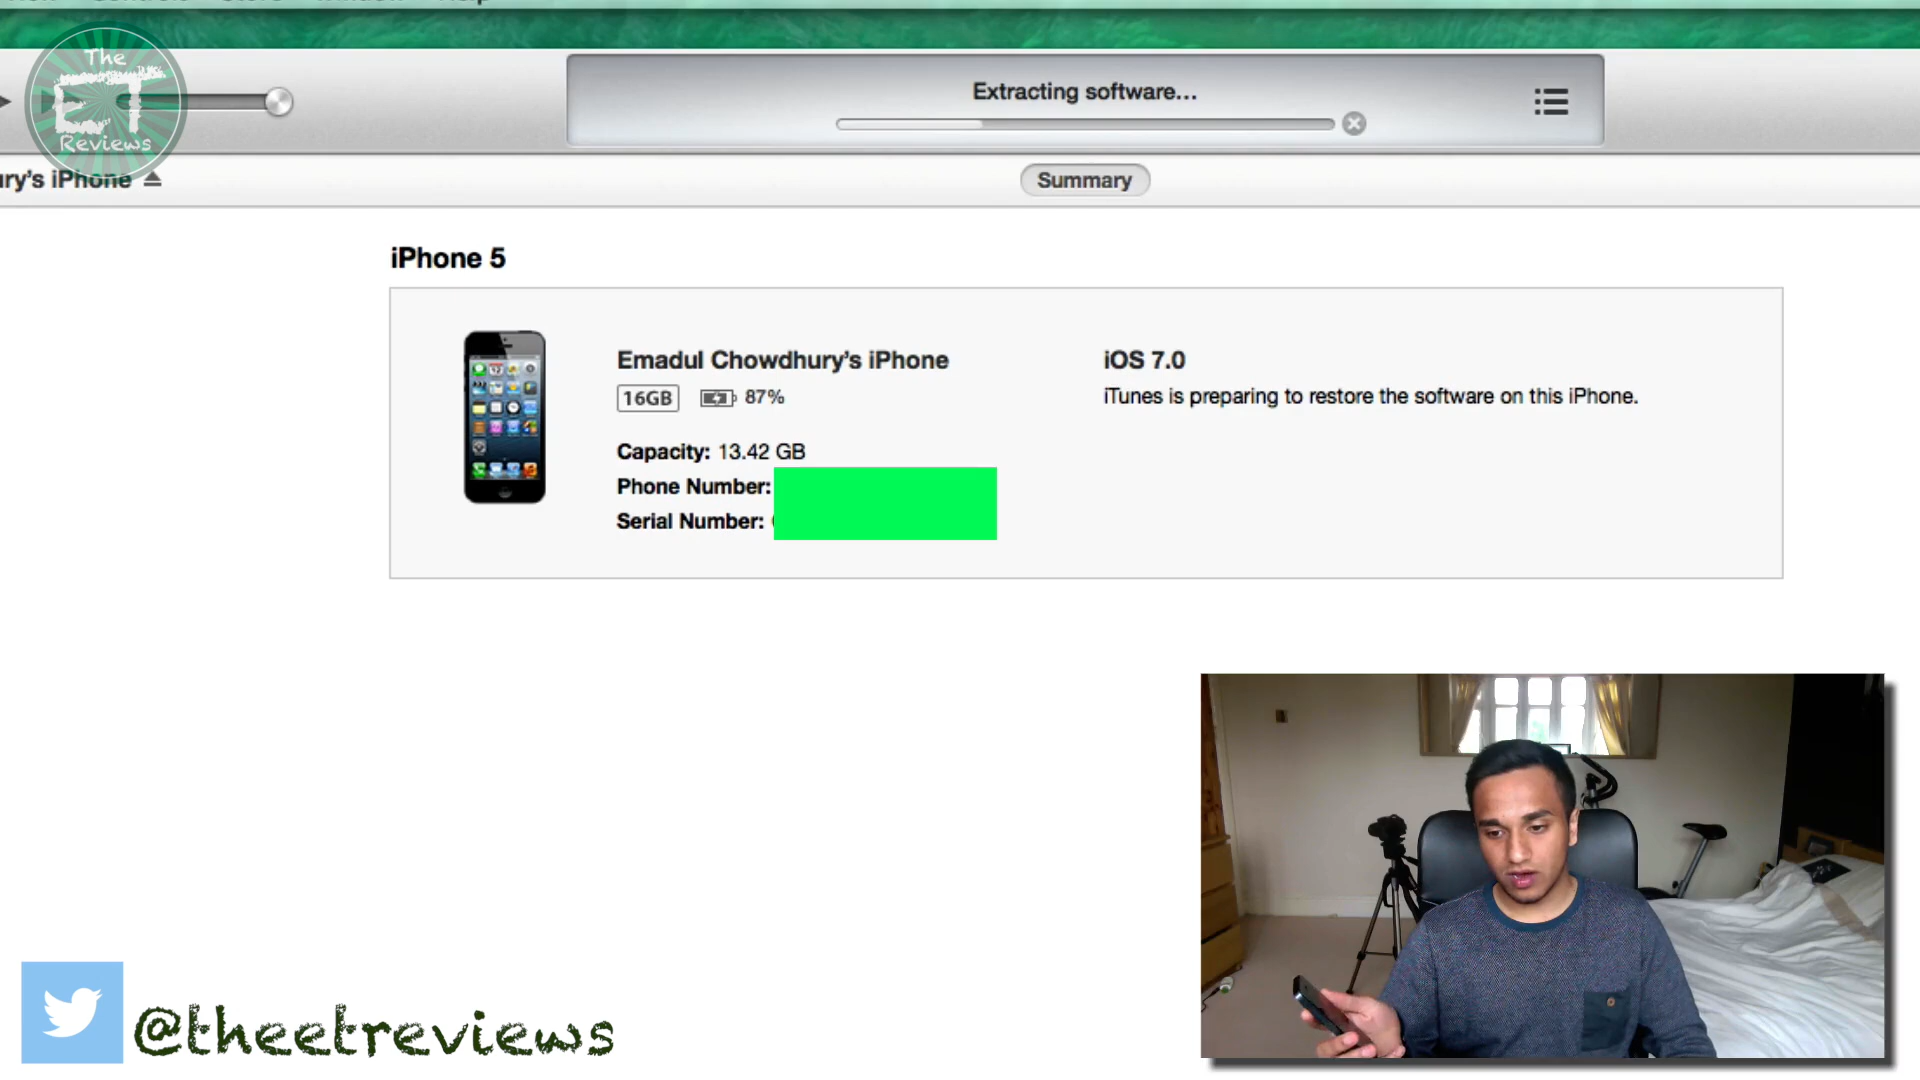 The
ET
Reviews
Extracting software...
ry's iPhone
Summary
iPhone 5
Emadul Chowdhury's iPhone
16GB 87%
Capacity: 13.42 GB
Phone Number:
Serial Number:
iOS 7.0
iTunes is preparing to restore the software on this iPhone.
@theetreviews